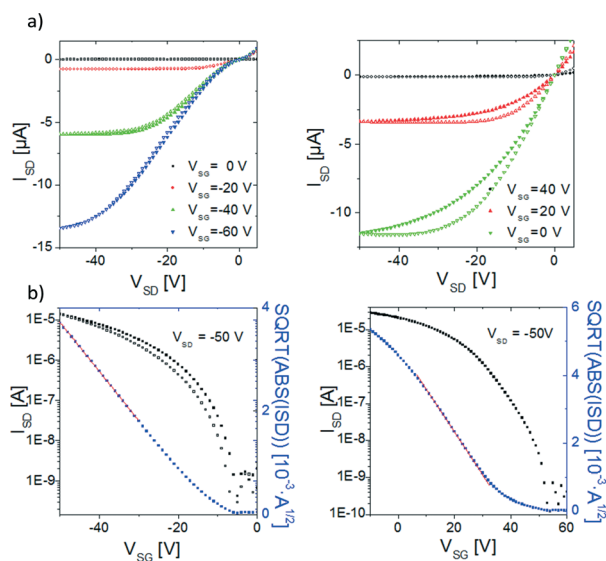 a)
0
-5
-10
-15
I_SD [µA]
V_SG = 0 V
V_SG =-20 V
V_SG =-40 V
V_SG =-60 V
-40
-20
0
V_SD [V]
0
-5
-10
I_SD [µA]
V_SG = 40 V
V_SG = 20 V
V_SG =0 V
-40
-20
0
V_SD [V]
b)
1E-5
1E-6
1E-7
1E-8
1E-9
I_SD [A]
V_SD = -50 V
4
2
0
SQRT(ABS(ISD)) [10⁻³· A^1/2]
-40
-20
0
V_SG [V]
1E-5
1E-6
1E-7
1E-8
1E-9
1E-10
I_SD [A]
V_SD = -50V
6
4
2
0
SQRT(ABS(ISD)) [10⁻³· A^1/2]
0
20
40
60
V_SG [V]